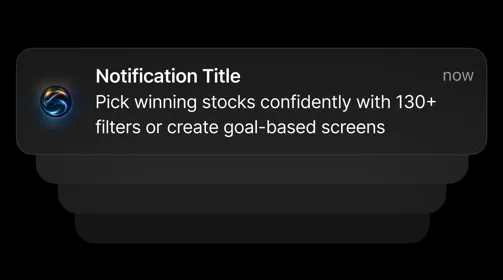 Notification Title
now
Pick winning stocks confidently with 130+
filters or create goal-based screens